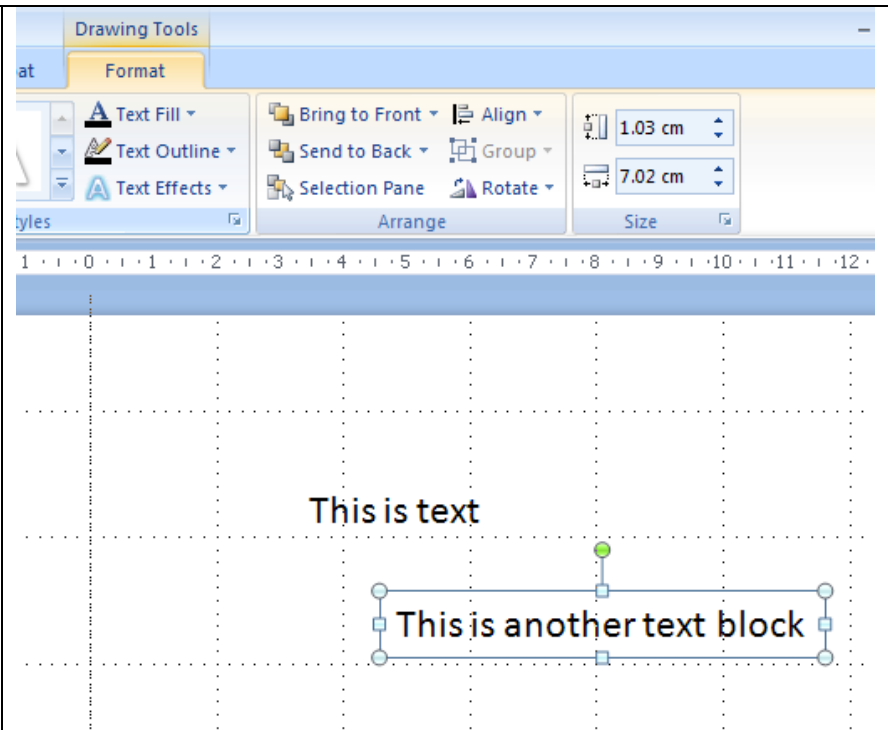 Drawing Tools
at Format
Text Fill Bring to Front Align 1.03 cm
Text Outline Send to Back Group 7.02 cm
Text Effects Selection Pane Rotate
tyles Arrange Size
1 0 1 2 3 4 5 6 7 8 9 10 11 12
This is text
This is another text block